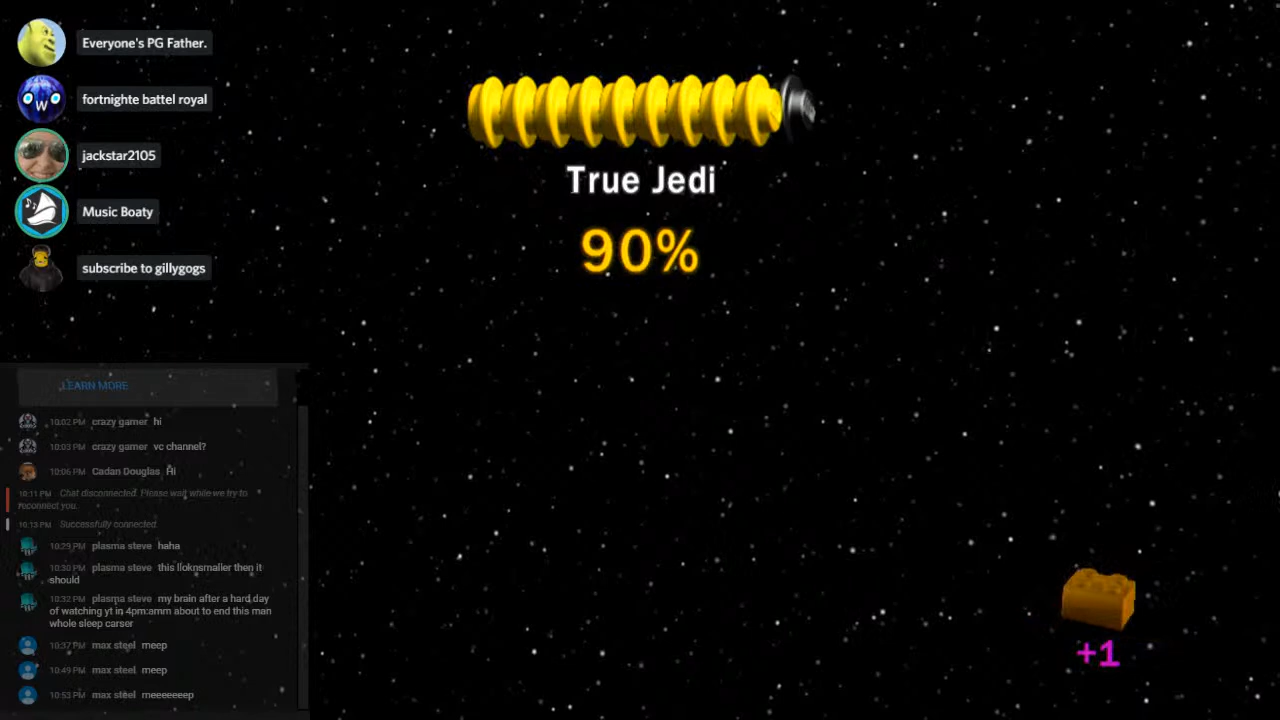 Everyone's PG Father.
fortnighte battel royal
jackstar2105
Music Boaty
subscribe to gillygogs
True Jedi
90%
LEARN MORE
10:02 PM crazy gamer hi
10:03 PM crazy gamer vc channel?
10:06 PM Cadan Douglas Hi
10:11 PM Chat disconnected. Please wait while we try to
reconnect you.
10:13 PM Successfully connected.
10:29 PM plasma steve haha
10:30 PM plasma steve this lloknsmaller then it
should
10:32 PM plasma steve my brain after a hard,day
of watching yt in 4pm:amm about to end this man
whole sleep carser
10:37 PM max steel meep
10:49 PM max steel meep
10:53 PM max steel meeeeeeep
+1